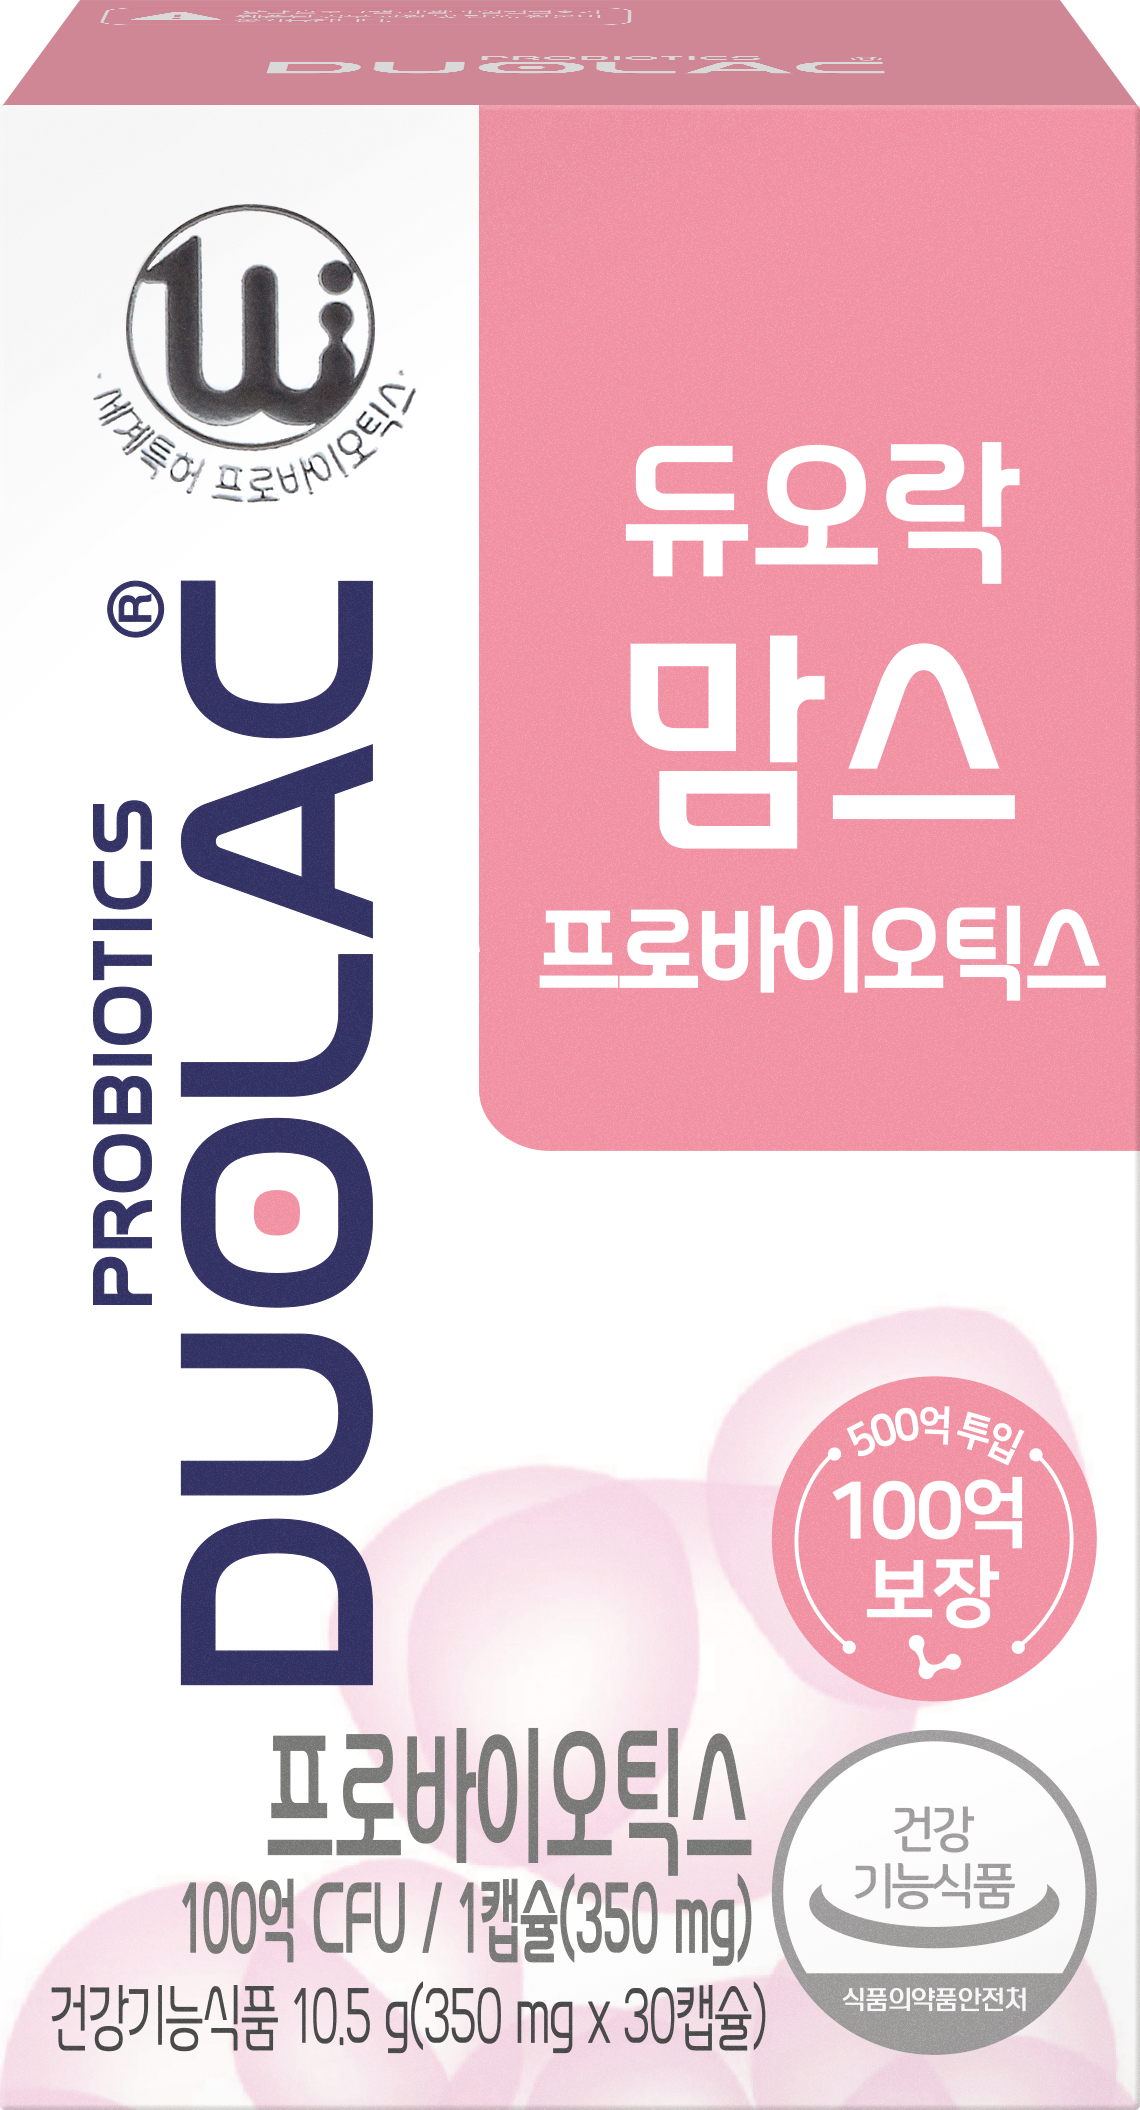 PROBIOTICS
DUOLAC
세계특허 프로바이오틱스
PROBIOTICS
DUOLAC®
듀오락
맘스
프로바이오틱스
500억 투입
100억
보장
프로바이오틱스
100억 CFU / 1캡슐(350 mg)
건강기능식품 10.5 g(350 mg x 30캡슐)
건강
기능식품
식품의약품안전처